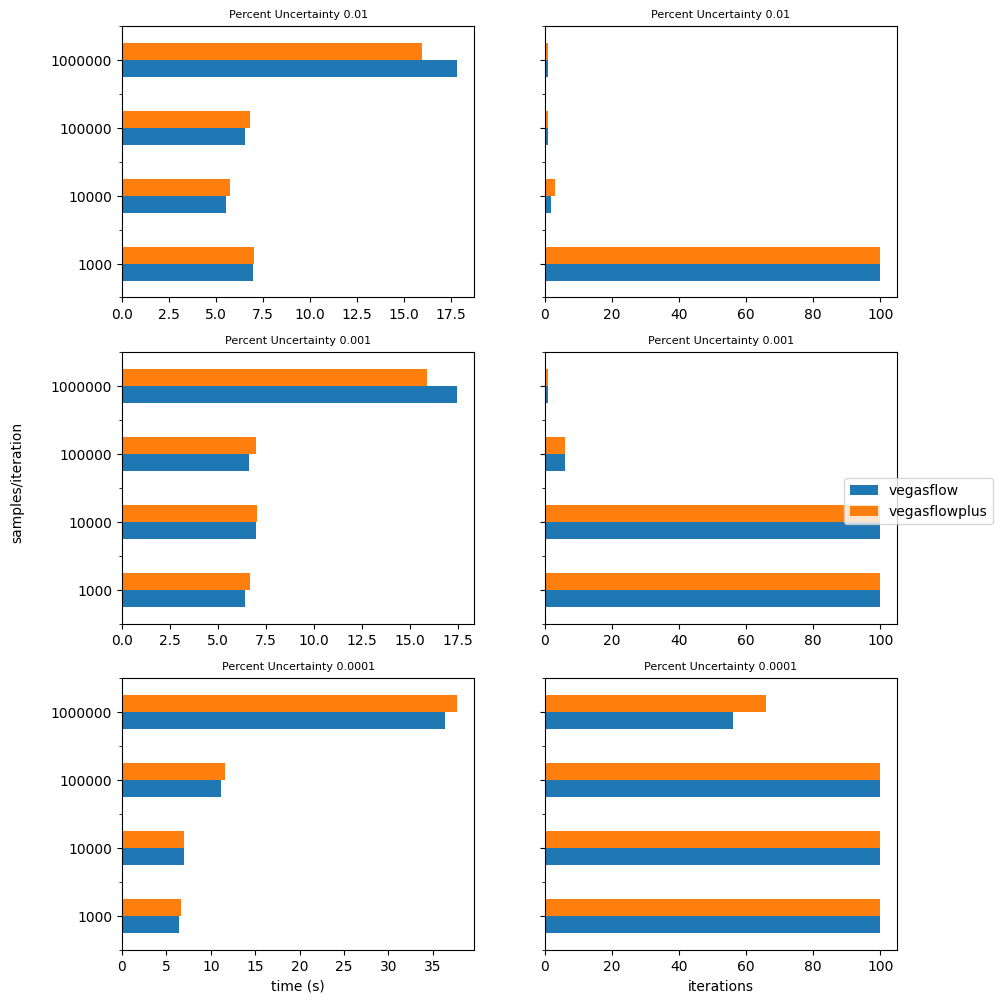 Percent Uncertainty 0.01
1000000
100000
10000
1000
0.0 2.5 5.0 7.5 10.0 12.5 15.0 17.5
Percent Uncertainty 0.01
0 20 40 60 80 100
Percent Uncertainty 0.001
1000000
100000
10000
1000
0.0 2.5 5.0 7.5 10.0 12.5 15.0 17.5
Percent Uncertainty 0.001
0 20 40 60 80 100
samples/iteration
vegasflow
vegasflowplus
Percent Uncertainty 0.0001
1000000
100000
10000
1000
0 5 10 15 20 25 30 35
time (s)
Percent Uncertainty 0.0001
0 20 40 60 80 100
iterations